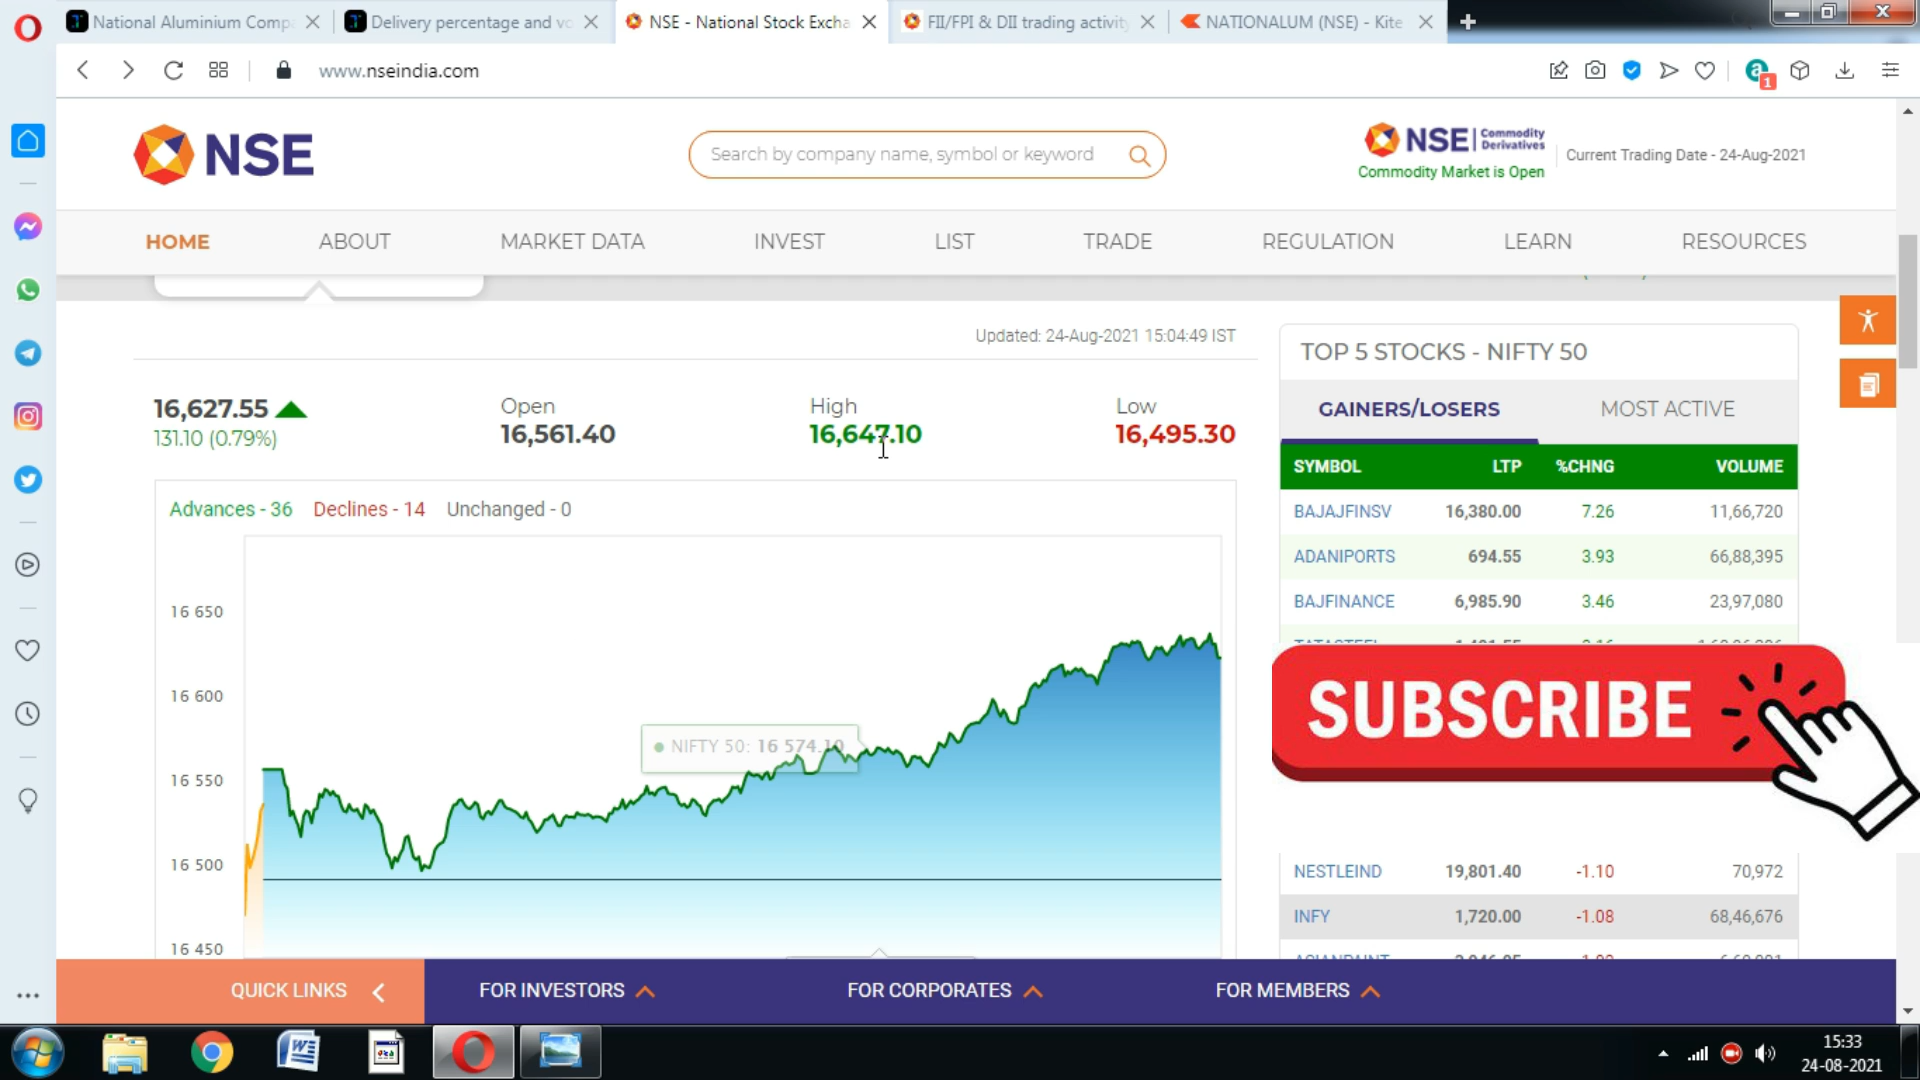 National Aluminium Comp
Delivery percentage and vo
NSE - National Stock Excha
FII/FPI & DII trading activity
NATIONALUM (NSE) - Kite
www.nseindia.com
1
NSE
Search by company name, symbol or keyword
NSE Commodity Derivatives
Commodity Market is Open
Current Trading Date - 24-Aug-2021
HOME
ABOUT
MARKET DATA
INVEST
LIST
TRADE
REGULATION
LEARN
RESOURCES
Updated: 24-Aug-2021 15:04:49 IST
16,627.55
131.10 (0.79%)
Open
16,561.40
High
16,647.10
Low
16,495.30
Advances - 36 Declines - 14 Unchanged - 0
16 650
16 600
16 550
16 500
16 450
NIFTY 50: 16 574.10
TOP 5 STOCKS - NIFTY 50
GAINERS/LOSERS MOST ACTIVE
SYMBOL LTP %CHNG VOLUME
BAJAJFINSV 16,380.00 7.26 11,66,720
ADANIPORTS 694.55 3.93 66,88,395
BAJFINANCE 6,985.90 3.46 23,97,080
SUBSCRIBE
NESTLEIND 19,801.40 -1.10 70,972
INFY 1,720.00 -1.08 68,46,676
QUICK LINKS
FOR INVESTORS
FOR CORPORATES
FOR MEMBERS
15:33
24-08-2021